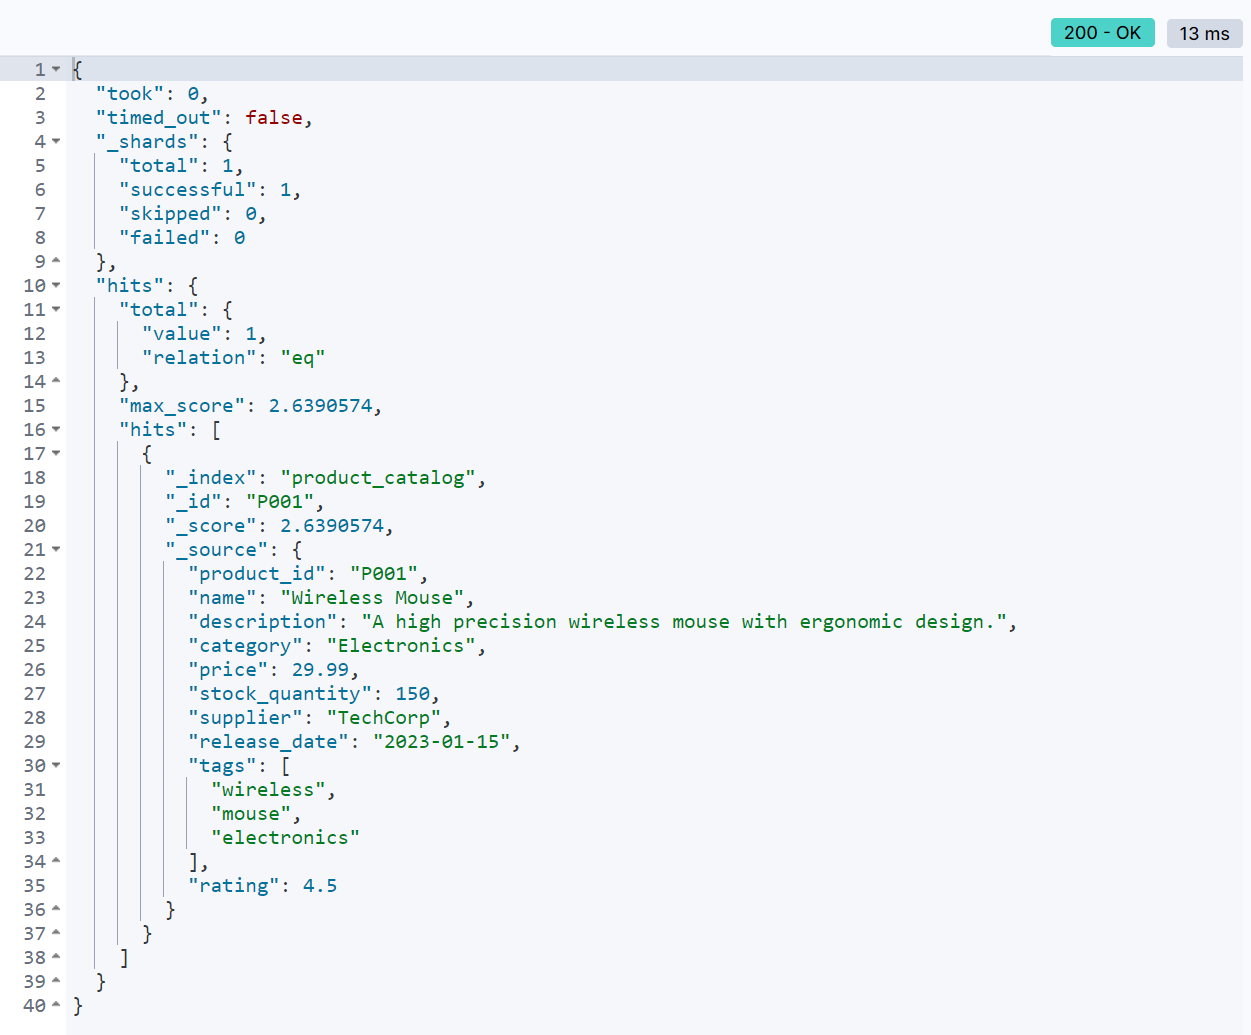 200 - OK 13 ms
1 {
2 "took": 0,
3 "timed_out": false,
4 "_shards": {
5 "total": 1,
6 "successful": 1,
7 "skipped": 0,
8 "failed": 0
9 },
10 "hits": {
11 "total": {
12 "value": 1,
13 "relation": "eq"
14 },
15 "max_score": 2.6390574,
16 "hits": [
17 {
18 "_index": "product_catalog",
19 "_id": "P001",
20 "_score": 2.6390574,
21 "_source": {
22 "product_id": "P001",
23 "name": "Wireless Mouse",
24 "description": "A high precision wireless mouse with ergonomic design.",
25 "category": "Electronics",
26 "price": 29.99,
27 "stock_quantity": 150,
28 "supplier": "TechCorp",
29 "release_date": "2023-01-15",
30 "tags": [
31 "wireless",
32 "mouse",
33 "electronics"
34 ],
35 "rating": 4.5
36 }
37 }
38 ]
39 }
40 }